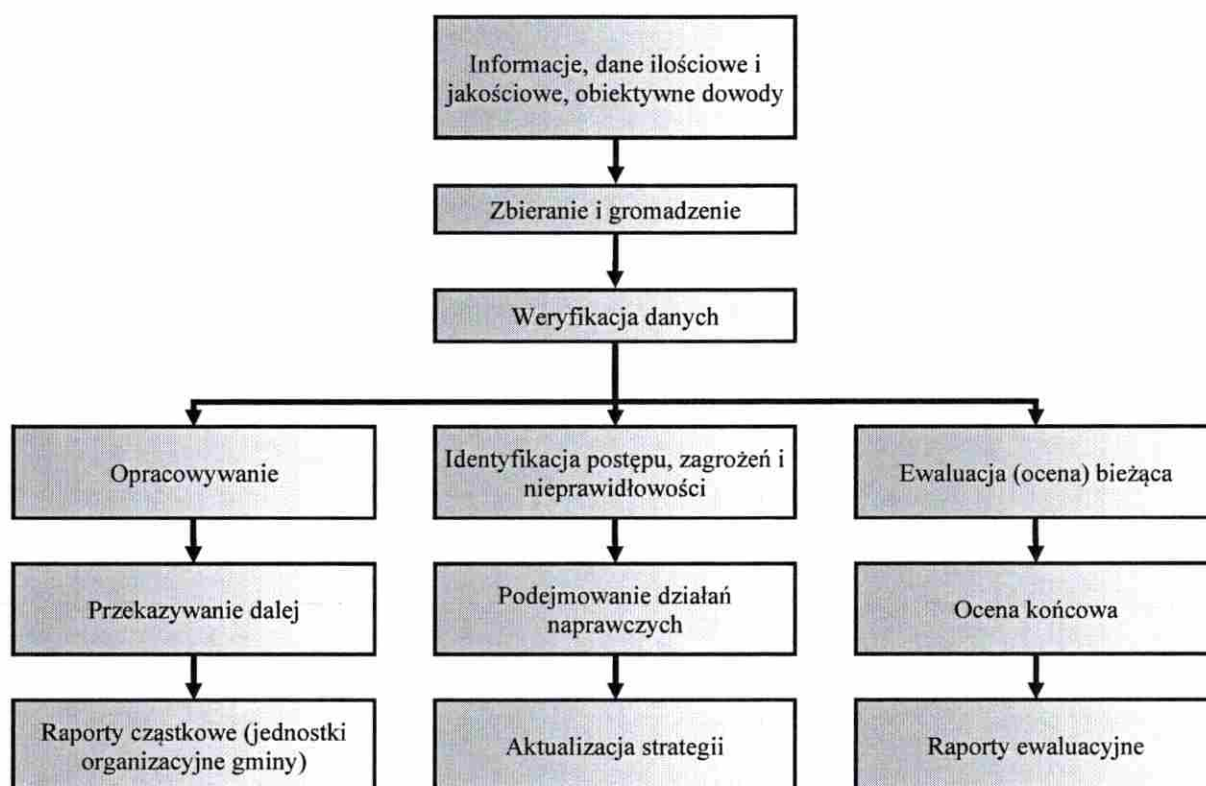 Informacje, dane ilościowe i
jakościowe, obiektywne dowody
Zbieranie i gromadzenie
Weryfikacja danych
Opracowywanie
Identyfikacja postępu, zagrożeń i
nieprawidłowości
Ewaluacja (ocena) bieżąca
Przekazywanie dalej
Podejmowanie działań
naprawczych
Ocena końcowa
Raporty cząstkowe (jednostki
organizacyjne gminy)
Aktualizacja strategii
Raporty ewaluacyjne